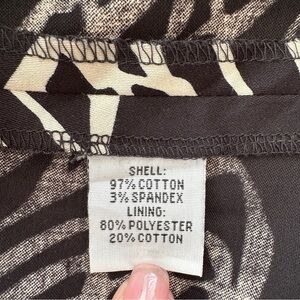 SHELL:
97% COTTON
3% SPANDEX
LINING:
80% POLYESTER
20% COTTON